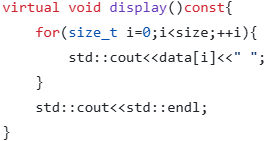 virtual void display()const{
    for(size_t i=0;i<size;++i){
        std::cout<<data[i]<<" ";
    }
    std::cout<<std::endl;
}